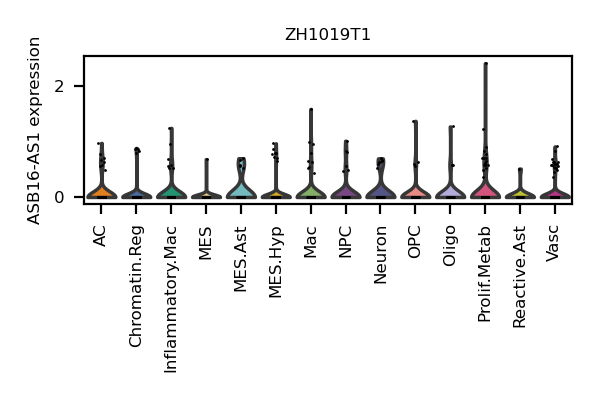 ZH1019T1
ASB16-AS1 expression
2
0
AC
Chromatin.Reg
Inflammatory.Mac
MES
MES.Ast
MES.Hyp
Mac
NPC
Neuron
OPC
Oligo
Prolif.Metab
Reactive.Ast
Vasc